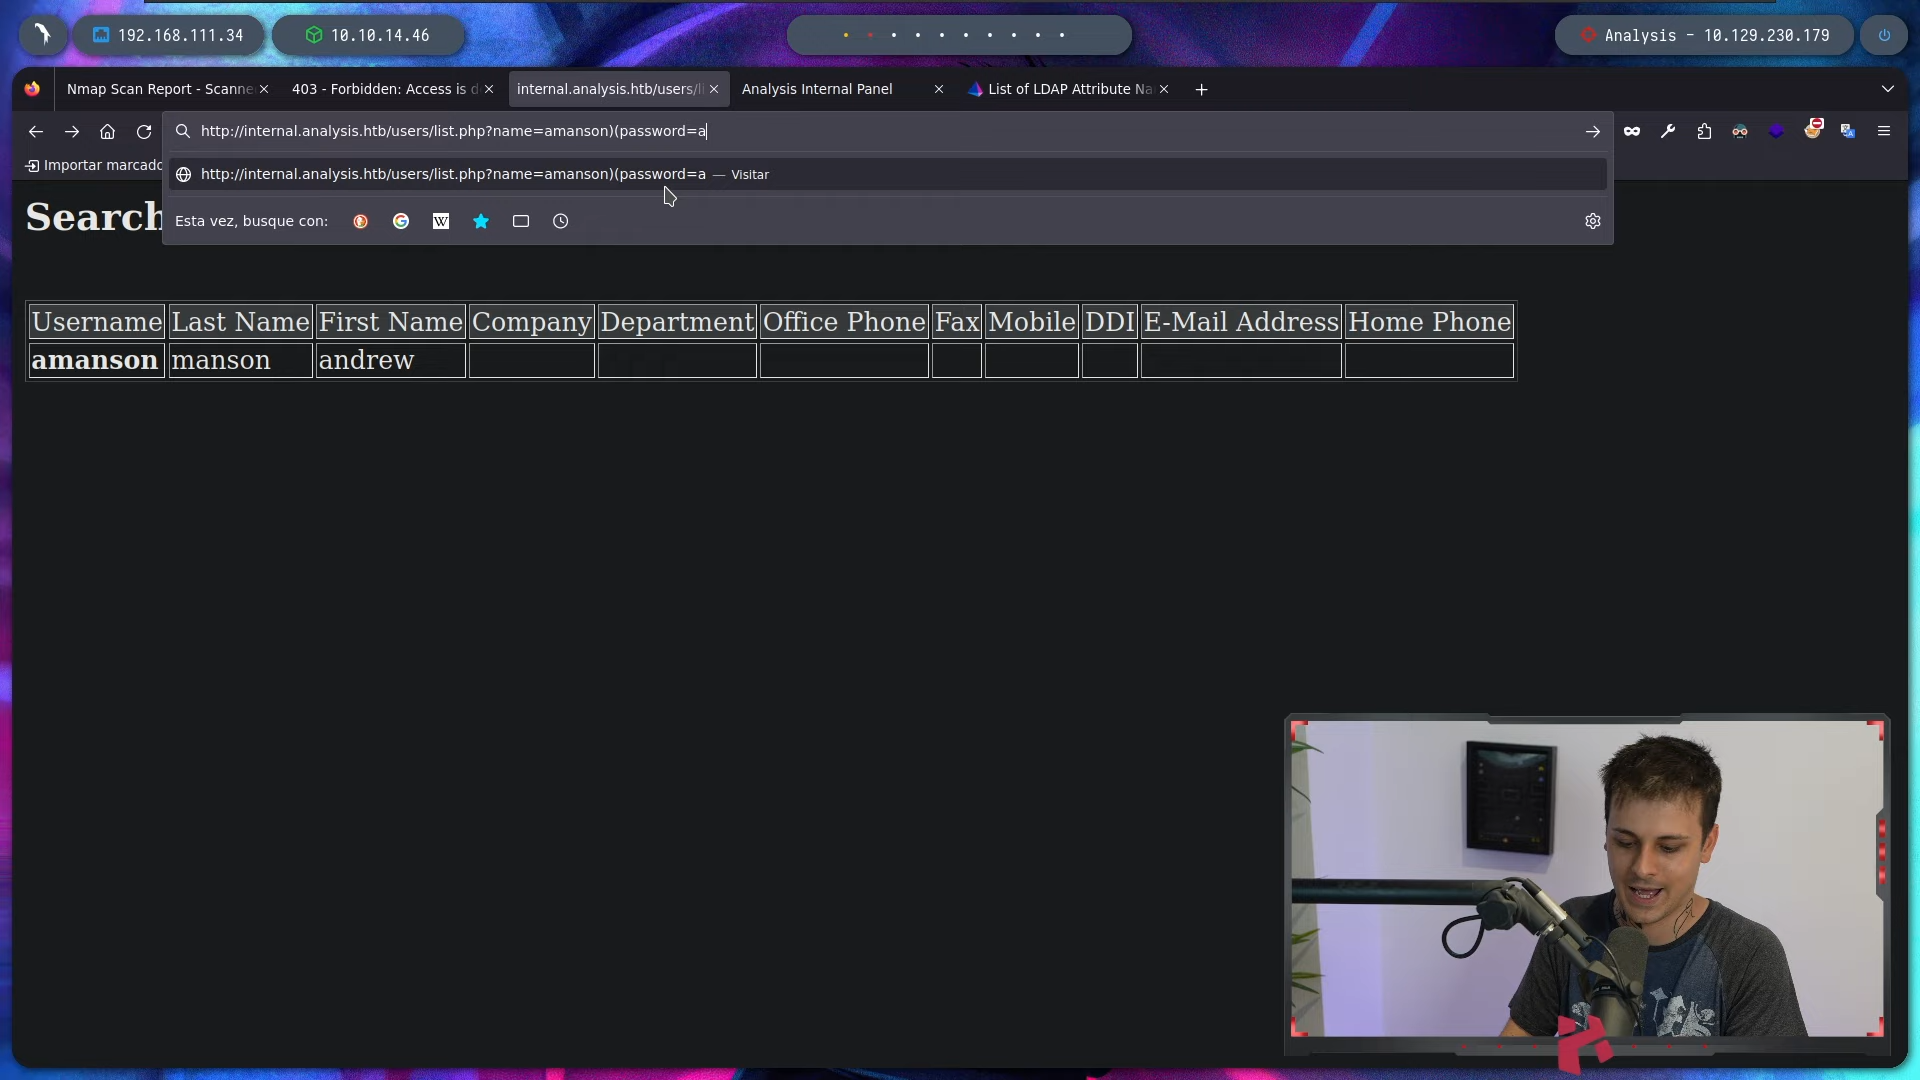 192.168.111.34
10.10.14.46
Analysis - 10.129.230.179
Nmap Scan Report - Scanne
403 - Forbidden: Access is d
internal.analysis.htb/users/li
Analysis Internal Panel
List of LDAP Attribute Na
http://internal.analysis.htb/users/list.php?name=amanson)(password=a
Importar marcado
http://internal.analysis.htb/users/list.php?name=amanson)(password=a — Visitar
Esta vez, busque con:
Search
Username Last Name First Name Company Department Office Phone Fax Mobile DDI E-Mail Address Home Phone
amanson manson andrew